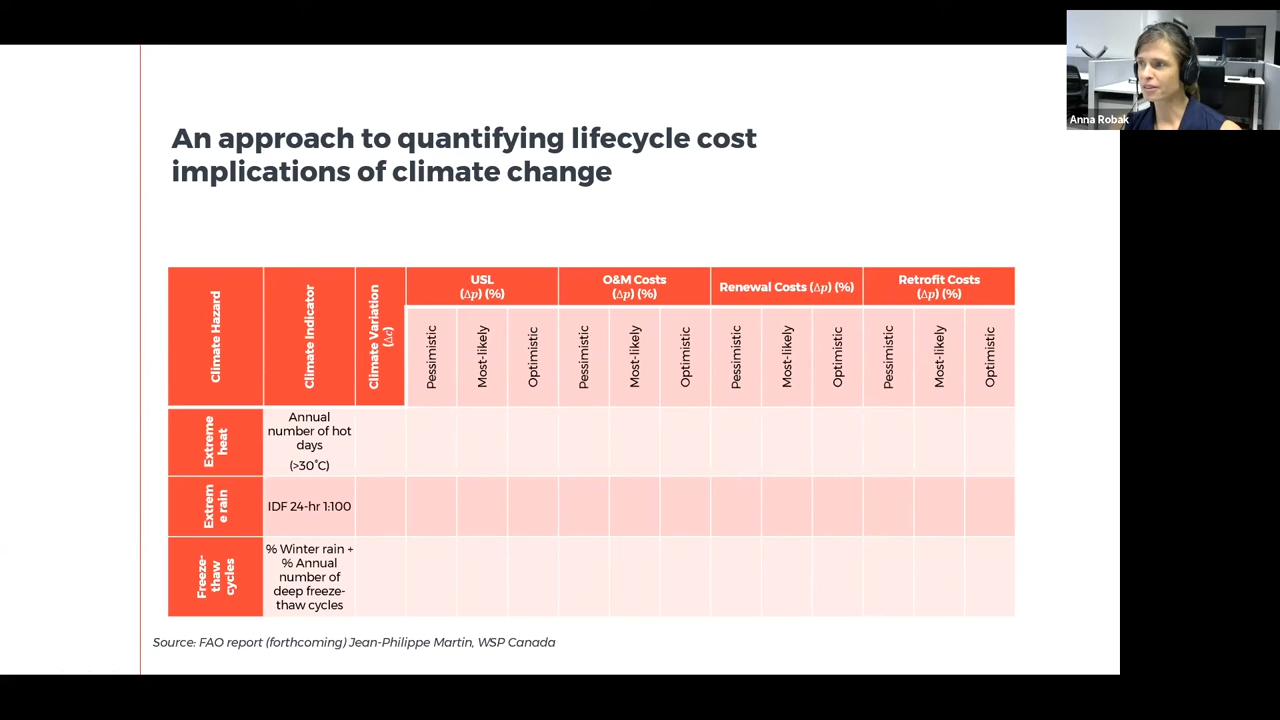 Anna Robak
An approach to quantifying lifecycle cost
implications of climate change
Climate Hazard
Climate Indicator
Climate Variation
(Δc)
USL
(Δp) (%)
O&M Costs
(Δp) (%)
Renewal Costs (Δp) (%)
Retrofit Costs
(Δp) (%)
Pessimistic
Most-likely
Optimistic
Pessimistic
Most-likely
Optimistic
Pessimistic
Most-likely
Optimistic
Pessimistic
Most-likely
Optimistic
Extreme
heat
Annual
number of hot
days
(>30°C)
Extrem
e rain
IDF 24-hr 1:100
Freeze-
thaw
cycles
% Winter rain +
% Annual
number of
deep freeze-
thaw cycles
Source: FAO report (forthcoming) Jean-Philippe Martin, WSP Canada